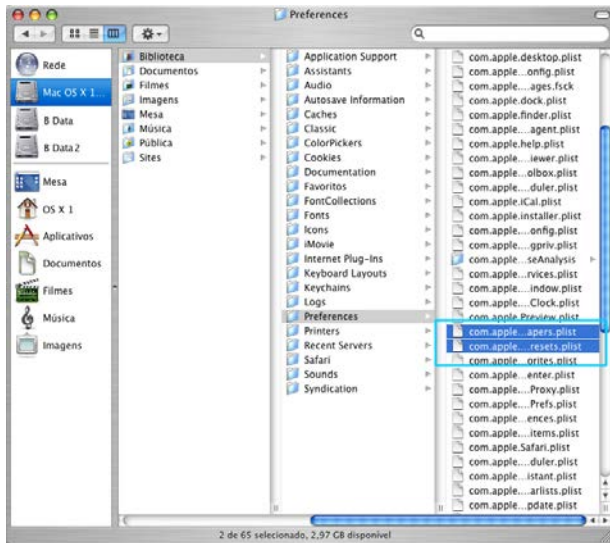 Preferences
Rede
Mac OS X 1...
B Data
B Data2
Mesa
OS X 1
Aplicativos
Documentos
Filmes
Música
Imagens
Biblioteca
Documentos
Filmes
Imagens
Mesa
Música
Pública
Sites
Application Support
Assistants
Audio
Autosave Information
Caches
Classic
ColorPickers
Cookies
Documentation
Favoritos
FontCollections
Fonts
Icons
iMovie
Internet Plug-Ins
Keyboard Layouts
Keychains
Logs
Preferences
Printers
Recent Servers
Safari
Sounds
Syndication
com.apple.desktop.plist
com.apple...onfig.plist
com.apple....ages.fsck
com.apple.dock.plist
com.apple.finder.plist
com.apple....agent.plist
com.apple.help.plist
com.apple....iewer.plist
com.apple...olbox.plist
com.apple....duler.plist
com.apple.iCal.plist
com.apple.installer.plist
com.apple...onfig.plist
com.apple....gpriv.plist
com.apple...seAnalysis
com.apple...rvices.plist
com.apple....indow.plist
com.apple....Clock.plist
com.apple.Preview.plist
com.apple...apers.plist
com.apple....resets.plist
com.apple...orites.plist
com.apple...enter.plist
com.apple....Proxy.plist
com.apple....Prefs.plist
com.apple...ences.plist
com.apple....items.plist
com.apple.Safari.plist
com.apple....duler.plist
com.apple...istant.plist
com.apple....arlists.plist
com.apple...pdate.plist
2 de 65 selecionado, 2,97 GB disponível